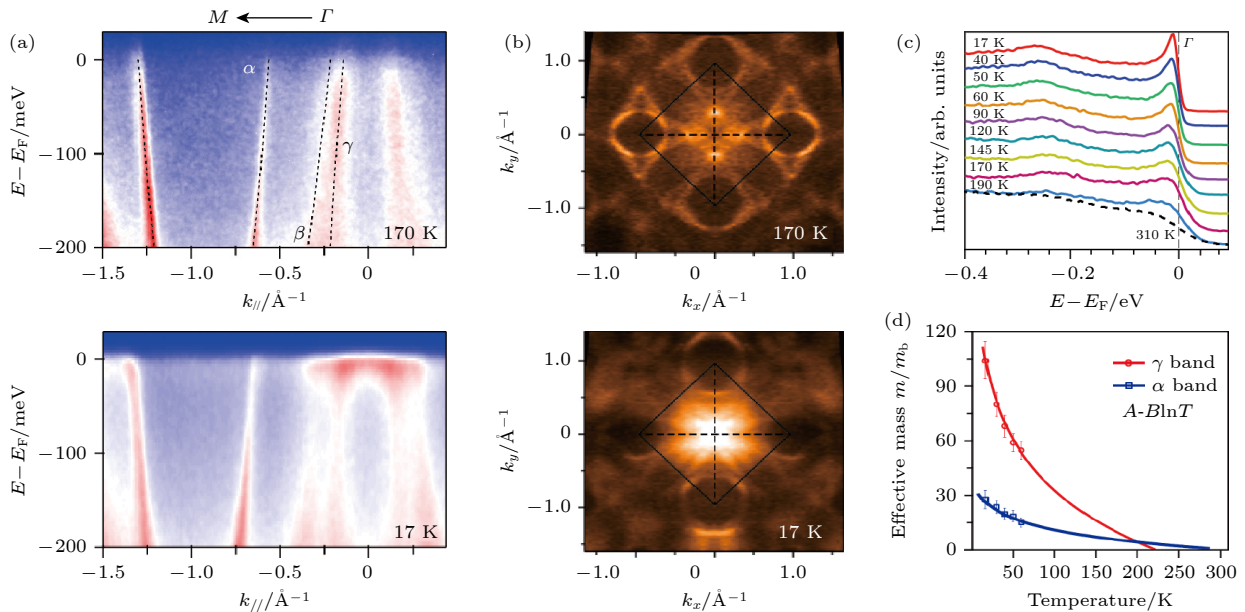 M Γ
(a)
0
−100
−200
E−E_F/meV
α
β
γ
170 K
−1.5 −1.0 −0.5 0
k_///Å⁻¹
0
−100
−200
E−E_F/meV
17 K
−1.5 −1.0 −0.5 0
k_///Å⁻¹
(b)
1.0
0
−1.0
k_y/Å⁻¹
170 K
−1.0 0 1.0
k_x/Å⁻¹
1.0
0
−1.0
k_y/Å⁻¹
17 K
−1.0 0 1.0
k_x/Å⁻¹
(c)
Intensity/arb. units
Γ
17 K
40 K
50 K
60 K
90 K
120 K
145 K
170 K
190 K
310 K
−0.4 −0.2 0
E−E_F/eV
(d)
120
90
60
30
0
Effective mass m/m_b
γ band
α band
A-BlnT
50 100 150 200 250 300
Temperature/K